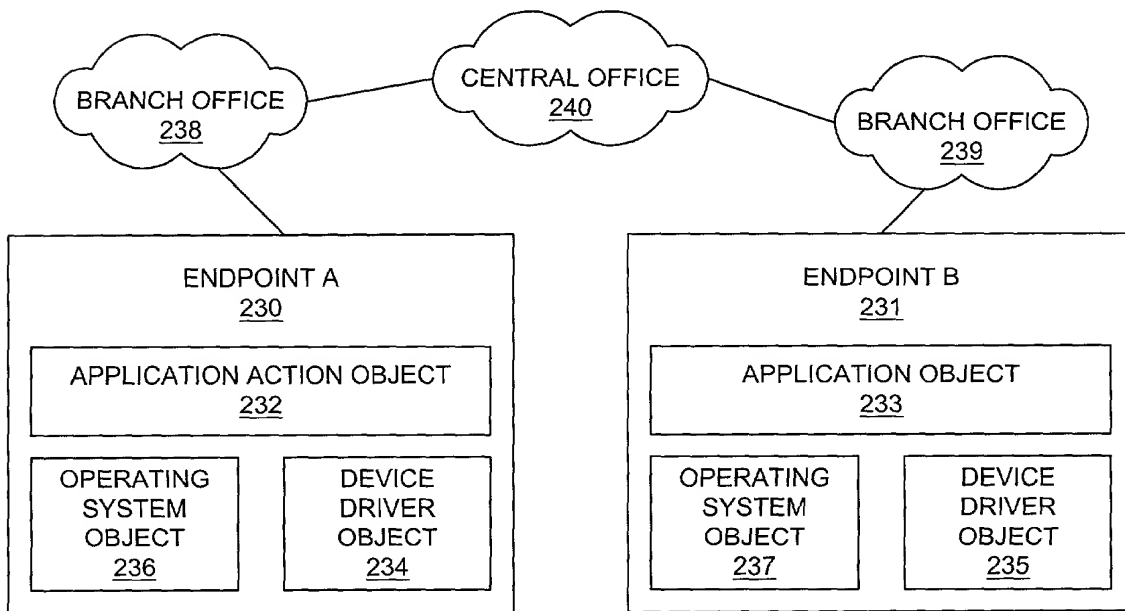 BRANCH OFFICE
238
CENTRAL OFFICE
240
BRANCH OFFICE
239
ENDPOINT A
230
APPLICATION ACTION OBJECT
232
OPERATING
SYSTEM
OBJECT
236
DEVICE
DRIVER
OBJECT
234
ENDPOINT B
231
APPLICATION OBJECT
233
OPERATING
SYSTEM
OBJECT
237
DEVICE
DRIVER
OBJECT
235